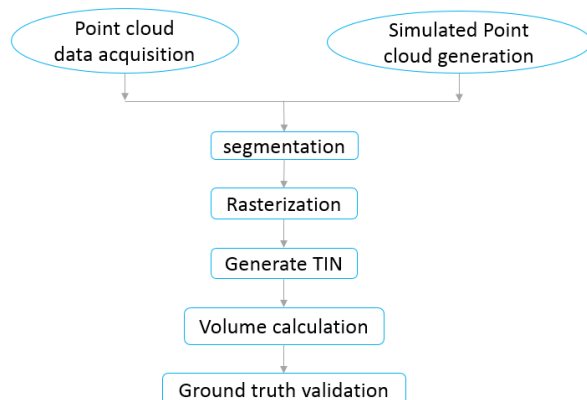 Point cloud
data acquisition
Simulated Point
cloud generation
segmentation
Rasterization
Generate TIN
Volume calculation
Ground truth validation